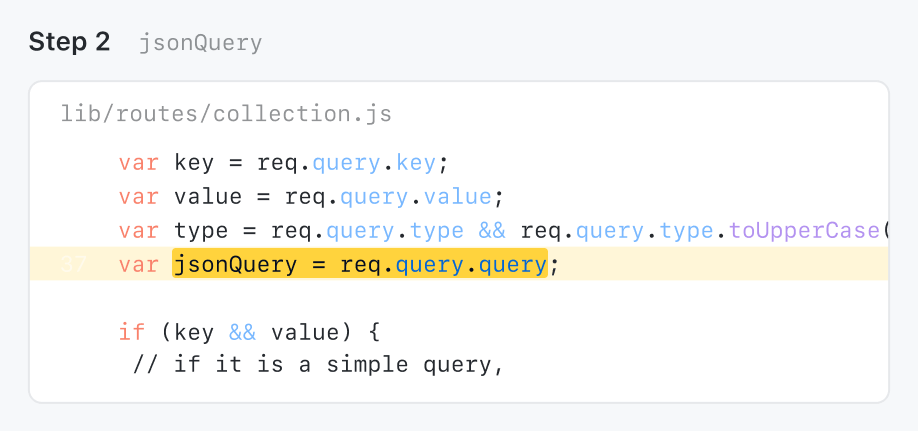 Step 2 jsonQuery
lib/routes/collection.js
var key = req.query.key;
var value = req.query.value;
var type = req.query.type && req.query.type.toUpperCase(
37 var jsonQuery = req.query.query;
if (key && value) {
// if it is a simple query,